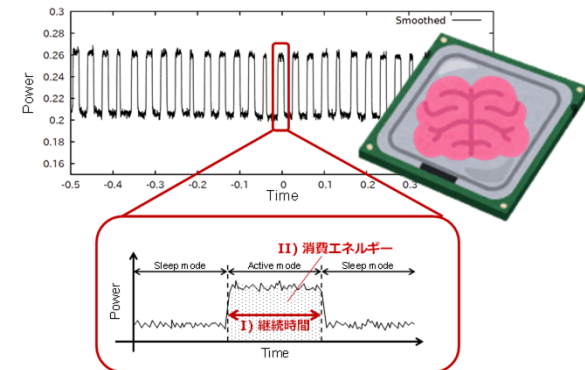 0.3
Smoothed
0.28
0.26
0.24
Power
0.22
0.2
0.18
0.16
-0.5 -0.4 -0.3 -0.2 -0.1 0 0.1 0.2 0.3
Time
II) 消費エネルギー
Sleep mode Active mode Sleep mode
Power
I) 継続時間
Time